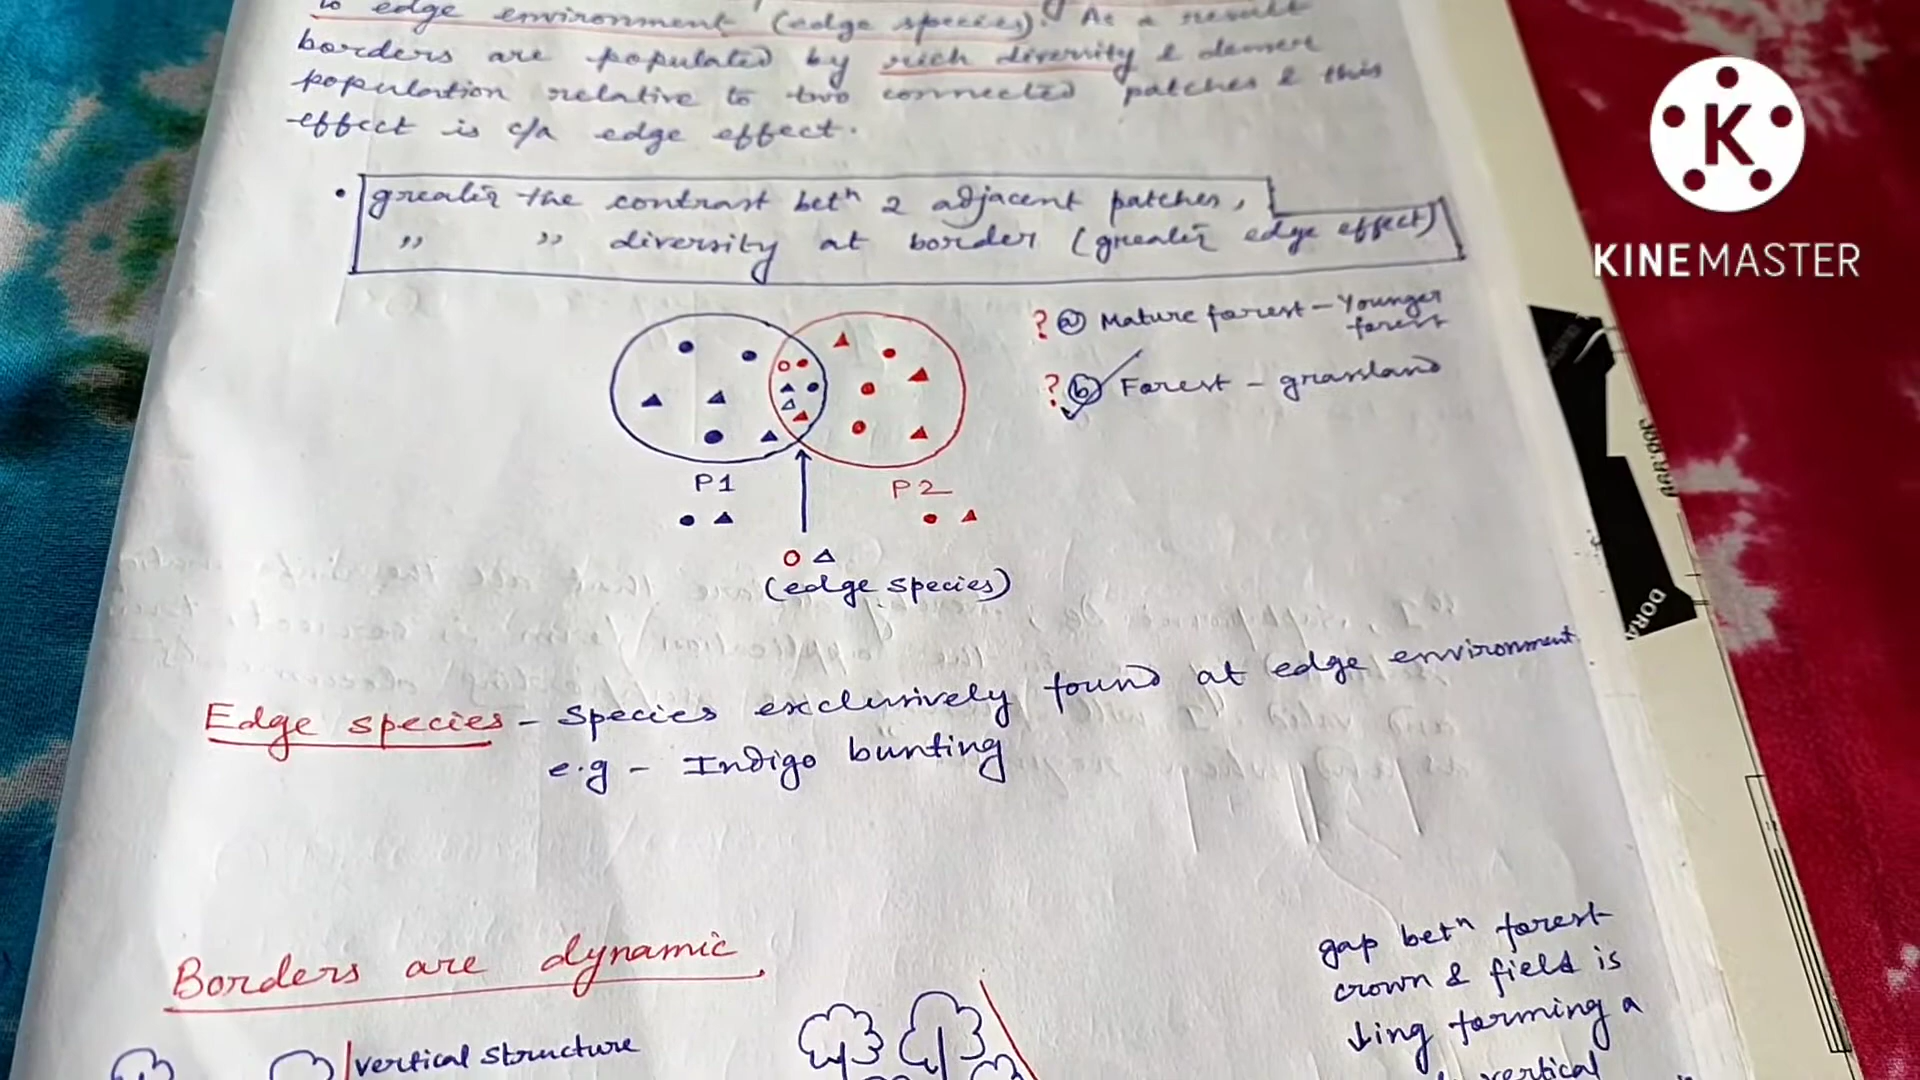 to edge environment (edge species). As a result
borders are populated by rich diversity & denser
population relative to two connected patches & this
effect is c/a edge effect.
• greater the contrast betⁿ 2 adjacent patches,
,, ,, diversity at border (greater edge effect)
? ⓐ Mature forest - Younger
forest
? ⓑ Forest - grassland
P1
P2
(edge species)
Edge species - Species exclusively found at edge environment
e.g - Indigo bunting
Borders are dynamic
vertical structure
gap betⁿ forest
crown & field is
↓ing forming a
vertical
K
KINEMASTER
DORA